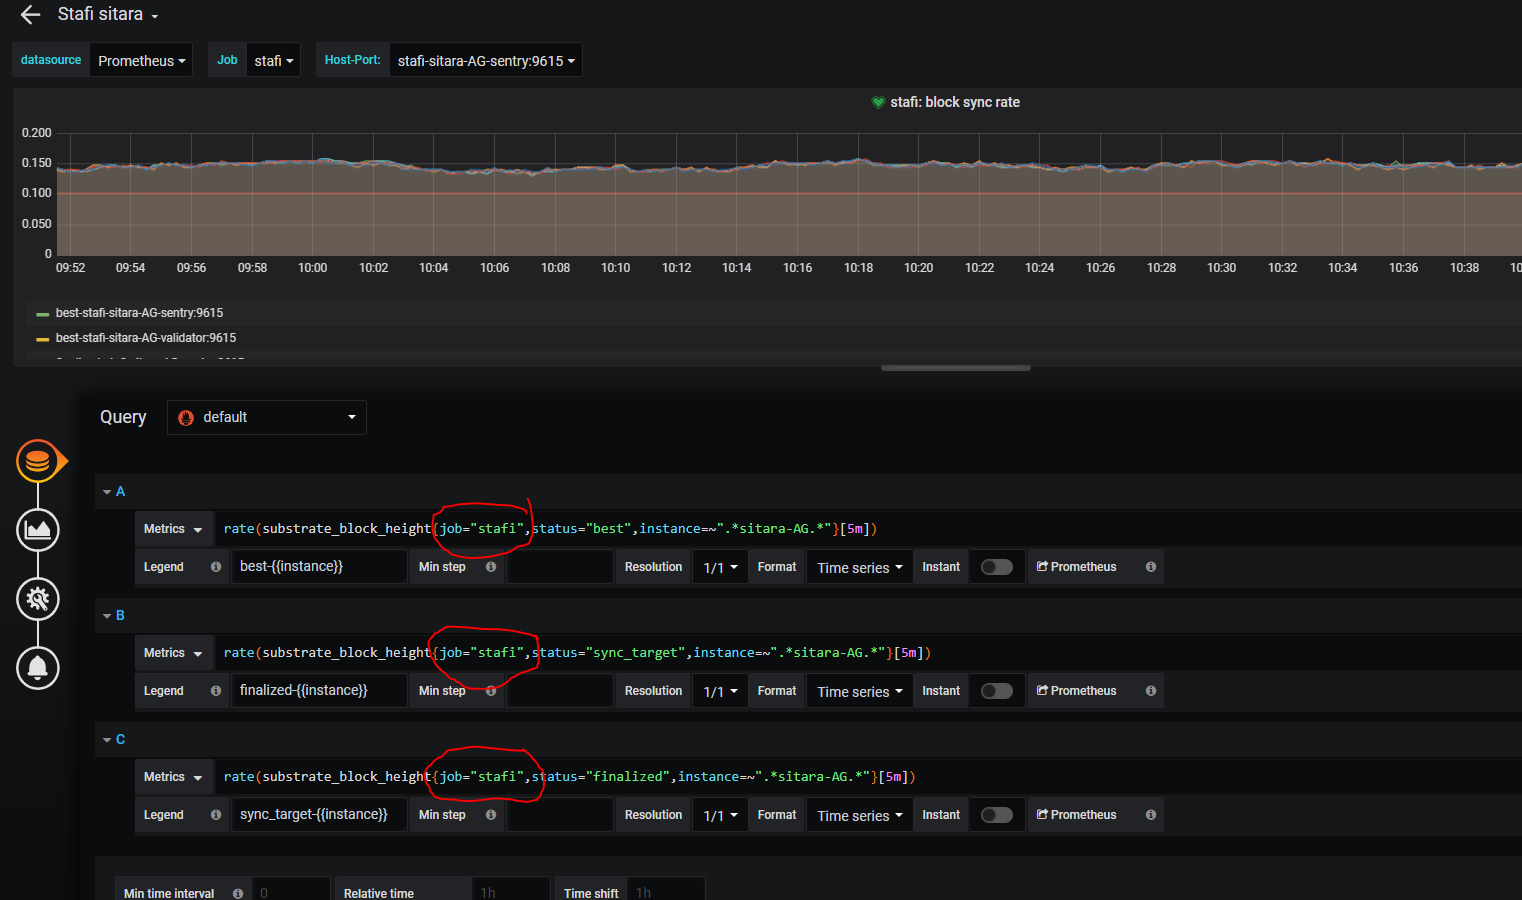 Stafi sitara
datasource Prometheus Job stafi Host-Port: stafi-sitara-AG-sentry:9615
stafi: block sync rate
0.200
0.150
0.100
0.050
0
09:52 09:54 09:56 09:58 10:00 10:02 10:04 10:06 10:08 10:10 10:12 10:14 10:16 10:18 10:20 10:22 10:24 10:26 10:28 10:30 10:32 10:34 10:36 10:38 10
best-stafi-sitara-AG-sentry:9615
best-stafi-sitara-AG-validator:9615
Query default
A
Metrics rate(substrate_block_height{job="stafi",status="best",instance=~".*sitara-AG.*"}[5m])
Legend best-{{instance}} Min step Resolution 1/1 Format Time series Instant Prometheus
B
Metrics rate(substrate_block_height{job="stafi",status="sync_target",instance=~".*sitara-AG.*"}[5m])
Legend finalized-{{instance}} Min step Resolution 1/1 Format Time series Instant Prometheus
C
Metrics rate(substrate_block_height{job="stafi",status="finalized",instance=~".*sitara-AG.*"}[5m])
Legend sync_target-{{instance}} Min step Resolution 1/1 Format Time series Instant Prometheus
Min time interval 0 Relative time 1h Time shift 1h